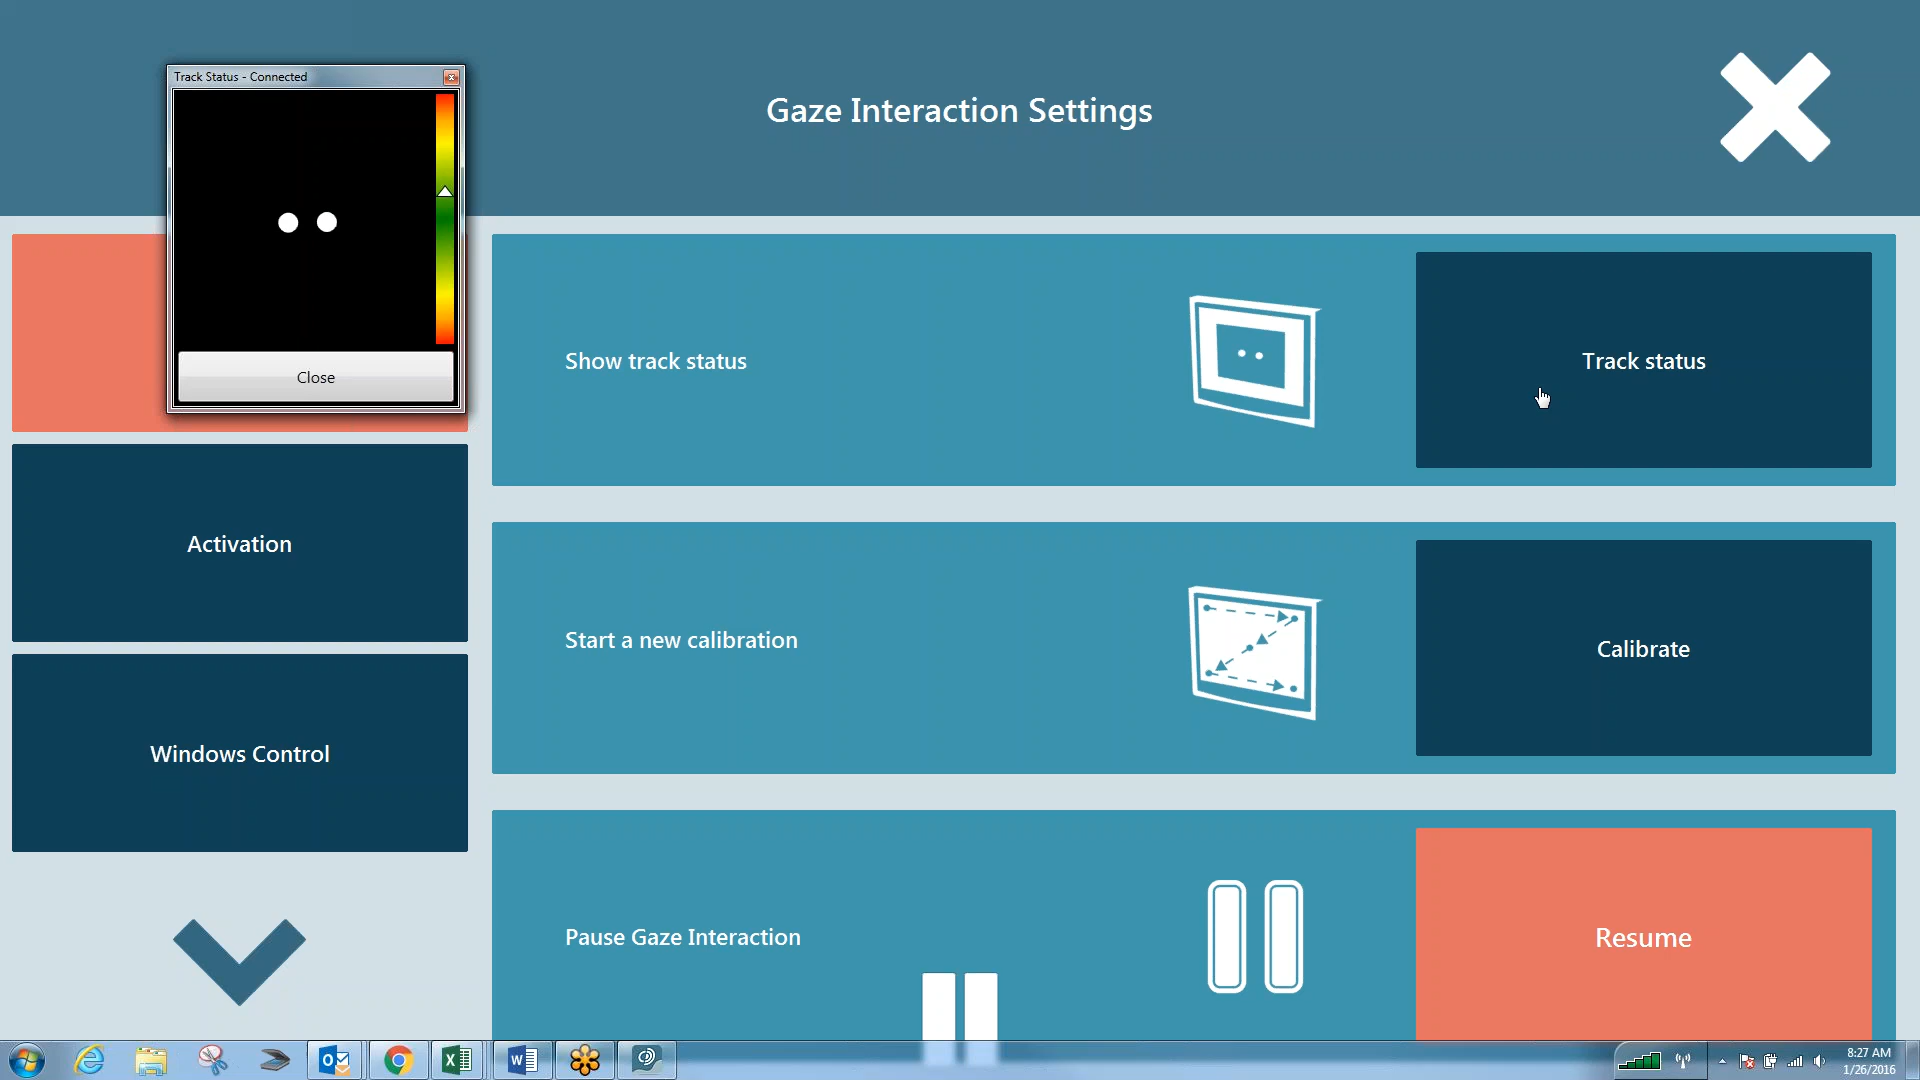 Track Status - Connected
Gaze Interaction Settings
Close
Show track status
Track status
Activation
Start a new calibration
Calibrate
Windows Control
Pause Gaze Interaction
Resume
8:27 AM
1/26/2016